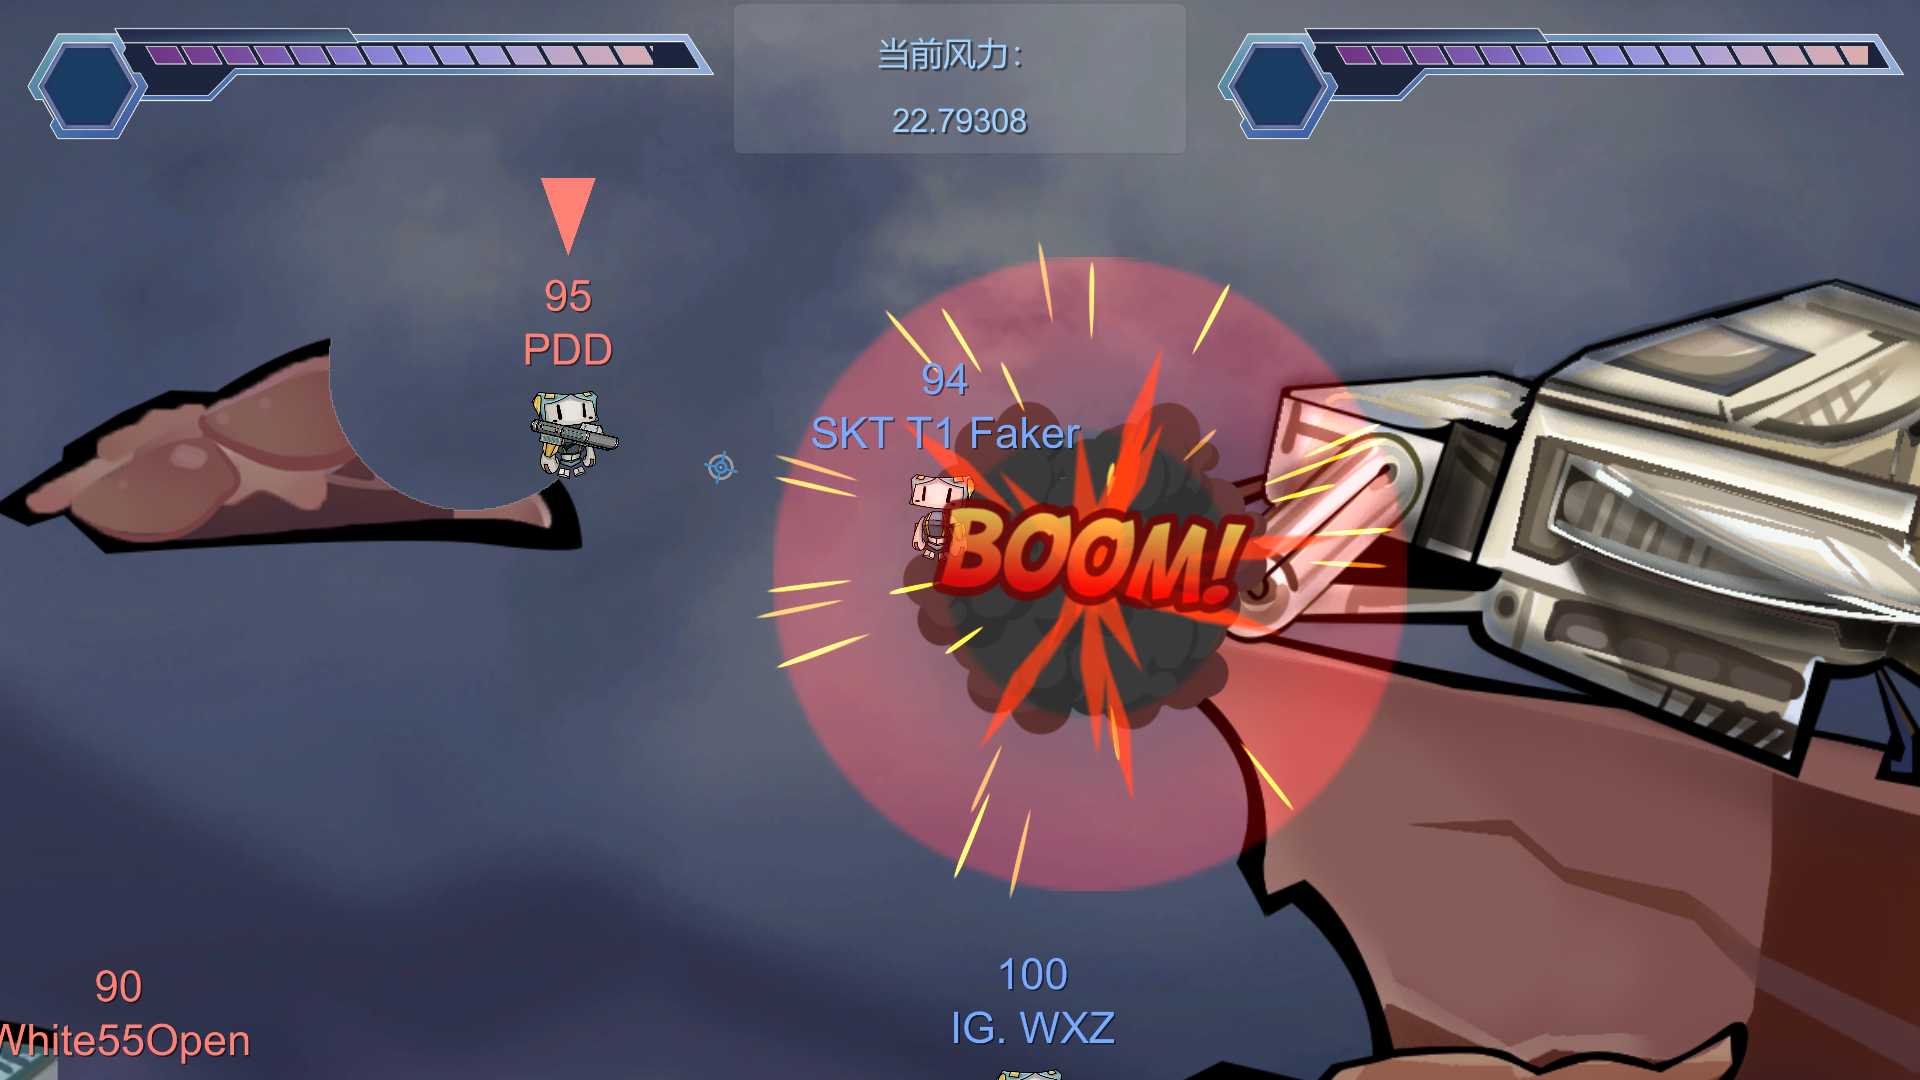 当前风力：
22.79308
95
PDD
94
SKT T1 Faker
BOOM!
100
IG. WXZ
90
White55Open